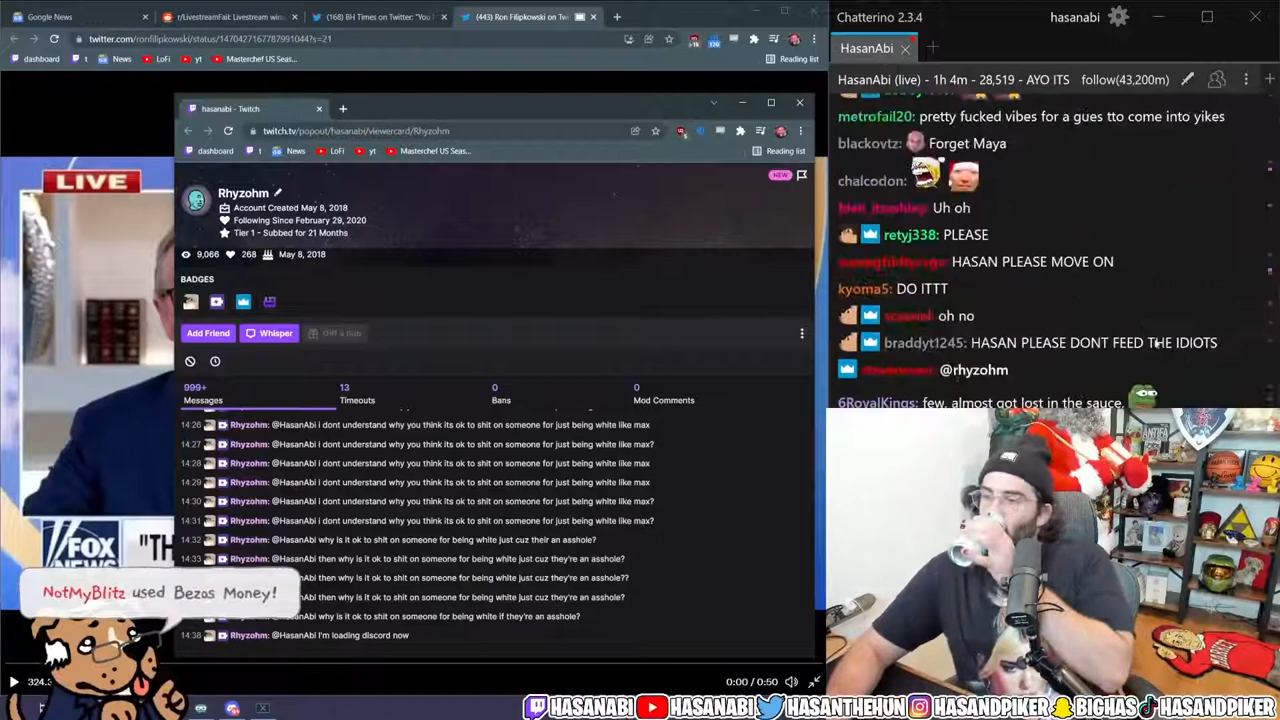 Google News
r/LivestreamFail: Livestream win
(168) BH Times on Twitter: "You
(443) Ron Filipkowski on Tw
twitter.com/ronfilipkowski/status/1470427167787991044?s=21
dashboard
t
News
LoFi
yt
Masterchef US Seas...
Reading list
LIVE
FOX
NEWS
"TH
hasanabi - Twitch
twitch.tv/popout/hasanabi/viewercard/Rhyzohm
dashboard
t
News
LoFi
yt
Masterchef US Seas...
Reading list
Rhyzohm
NEW
Account Created May 8, 2018
Following Since February 29, 2020
Tier 1 - Subbed for 21 Months
9,066 268 May 8, 2018
BADGES
Add Friend Whisper Gift a Sub
999+ 13 0 0
Messages Timeouts Bans Mod Comments
14:26 Rhyzohm: @HasanAbi i dont understand why you think its ok to shit on someone for just being white like max
14:27 Rhyzohm: @HasanAbi i dont understand why you think its ok to shit on someone for just being white like max?
14:28 Rhyzohm: @HasanAbi i dont understand why you think its ok to shit on someone for just being white like max
14:29 Rhyzohm: @HasanAbi i dont understand why you think its ok to shit on someone for just being white like max
14:30 Rhyzohm: @HasanAbi i dont understand why you think its ok to shit on someone for just being white like max?
14:31 Rhyzohm: @HasanAbi i dont understand why you think its ok to shit on someone for just being white like max?
14:32 Rhyzohm: @HasanAbi why is it ok to shit on someone for being white just cuz their an asshole?
14:33 Rhyzohm: @HasanAbi then why is it ok to shit on someone for being white just cuz they're an asshole?
Abi then why is it ok to shit on someone for being white just cuz they're an asshole??
Abi then why is it ok to shit on someone for being white just cuz they're an asshole?
Abi why is it ok to shit on someone for being white if they're an asshole?
14:38 Rhyzohm: @HasanAbi I'm loading discord now
NotMyBlitz used Bezos Money!
324.
0:00 / 0:50
Chatterino 2.3.4
hasanabi
HasanAbi
HasanAbi (live) - 1h 4m - 28,519 - AYO ITS
follow(43,200m)
metrofail20: pretty fucked vibes for a gues tto come into yikes
blackovtz: Forget Maya
chalcodon:
Uh oh
retyj338: PLEASE
HASAN PLEASE MOVE ON
kyoma5: DO ITTT
oh no
braddyt1245: HASAN PLEASE DONT FEED THE IDIOTS
@rhyzohm
6RoyalKings: few, almost got lost in the sauce,
ANTIFA
HASANABI
HASANABI
HASANTHEHUN
HASANDPIKER
BIGHAS
HASANDPIKER